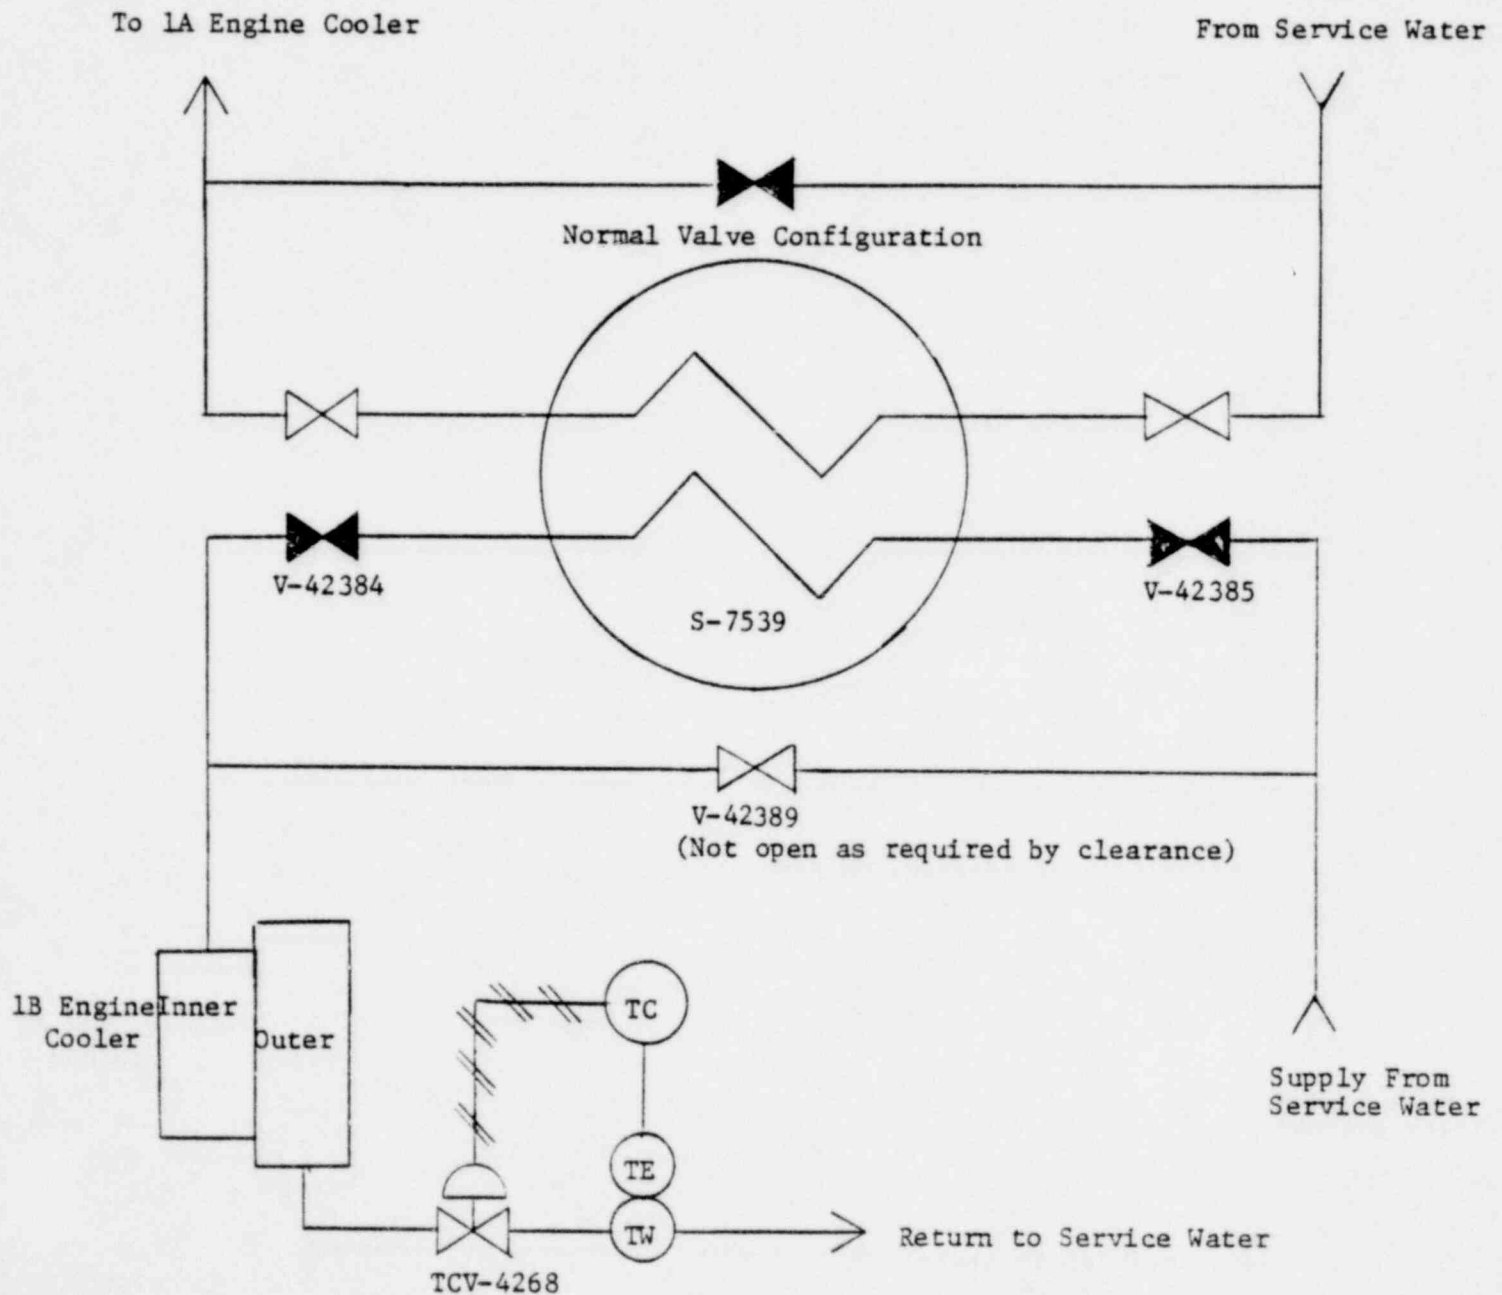 To 1A Engine Cooler
From Service Water
Normal Valve Configuration
V-42384
V-42385
S-7539
V-42389
(Not open as required by clearance)
1B Engine
Cooler
Inner
Outer
TC
TE
TW
TCV-4268
Supply From
Service Water
Return to Service Water